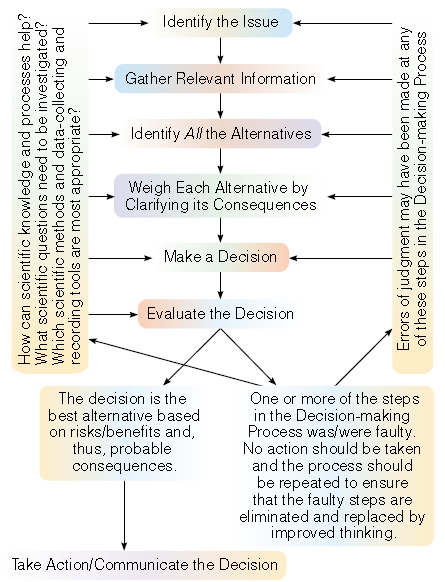 Identify the Issue
Gather Relevant Information
Identify All the Alternatives
Weigh Each Alternative by
Clarifying its Consequences
Make a Decision
Evaluate the Decision
How can scientific knowledge and processes help?
What scientific questions need to be investigated?
Which scientific methods and data-collecting and
recording tools are most appropriate?
Errors of judgment may have been made at any
of these steps in the Decision-making Process
The decision is the
best alternative based
on risks/benefits and,
thus, probable
consequences.
One or more of the steps
in the Decision-making
Process was/were faulty.
No action should be taken
and the process should
be repeated to ensure
that the faulty steps are
eliminated and replaced by
improved thinking.
Take Action/Communicate the Decision